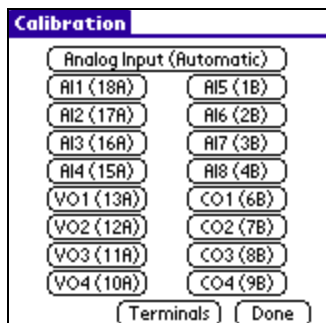 Calibration
Analog Input (Automatic)
AI1 (18A) AI5 (1B)
AI2 (17A) AI6 (2B)
AI3 (16A) AI7 (3B)
AI4 (15A) AI8 (4B)
VO1 (13A) CO1 (6B)
VO2 (12A) CO2 (7B)
VO3 (11A) CO3 (8B)
VO4 (10A) CO4 (9B)
Terminals Done